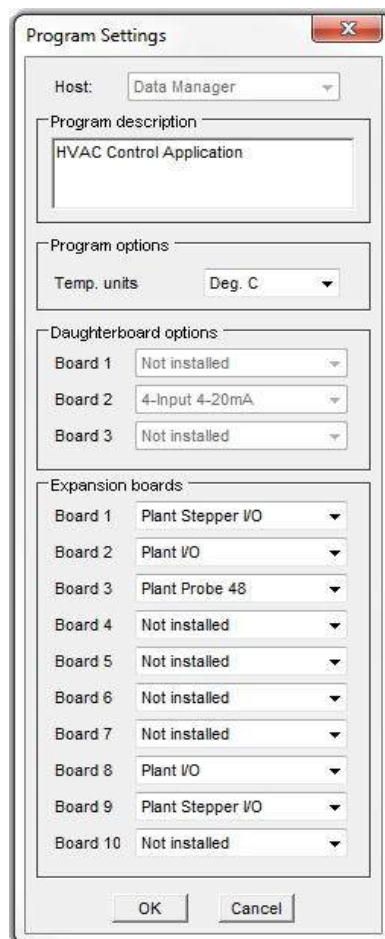 Program Settings
Host: Data Manager
Program description
HVAC Control Application
Program options
Temp. units Deg. C
Daughterboard options
Board 1 Not installed
Board 2 4-Input 4-20mA
Board 3 Not installed
Expansion boards
Board 1 Plant Stepper I/O
Board 2 Plant I/O
Board 3 Plant Probe 48
Board 4 Not installed
Board 5 Not installed
Board 6 Not installed
Board 7 Not installed
Board 8 Plant I/O
Board 9 Plant Stepper I/O
Board 10 Not installed
OK Cancel